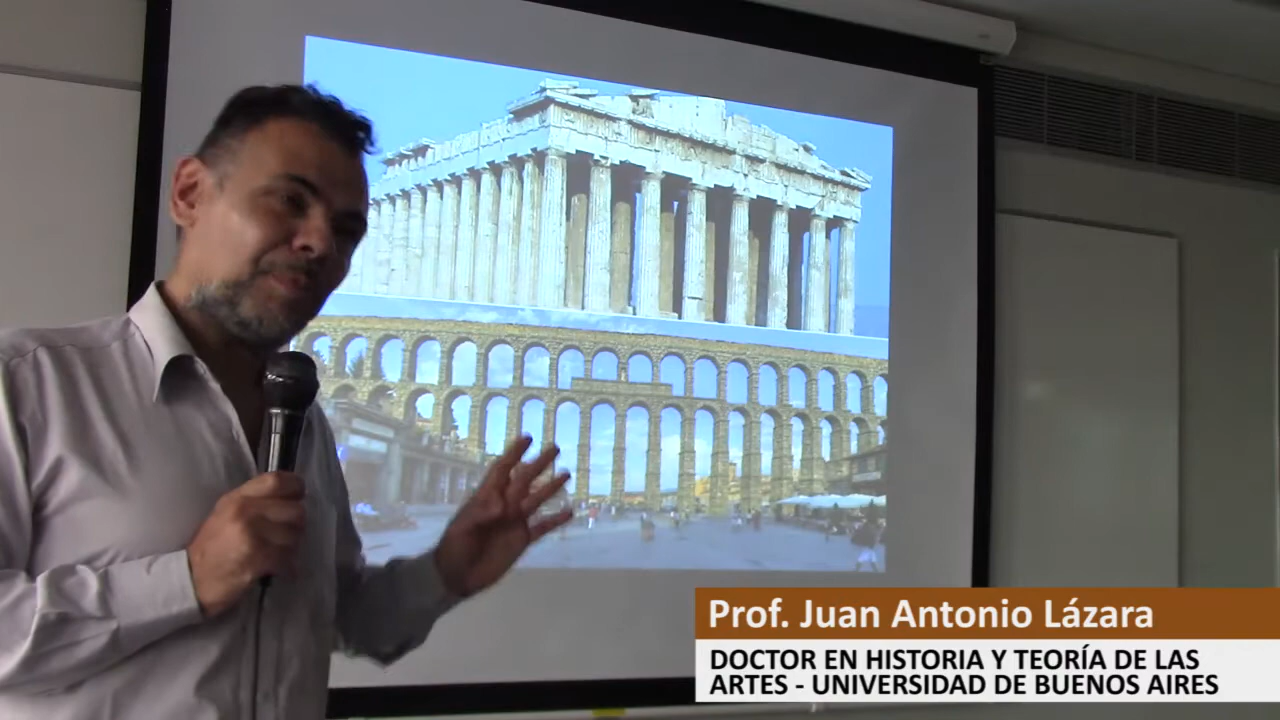 Prof. Juan Antonio Lázara
DOCTOR EN HISTORIA Y TEORÍA DE LAS
ARTES - UNIVERSIDAD DE BUENOS AIRES